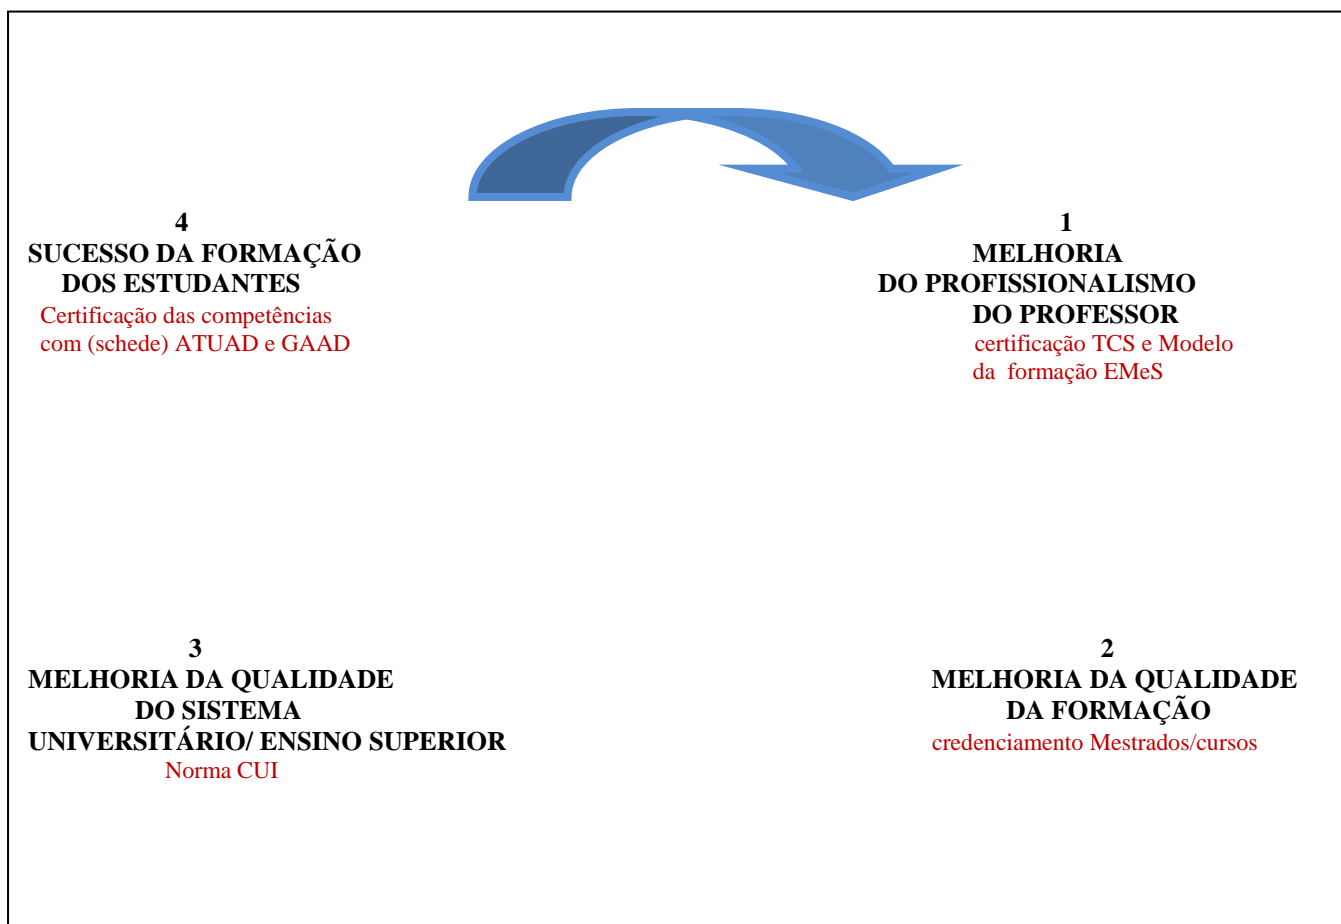 4
SUCESSO DA FORMAÇÃO
DOS ESTUDANTES
Certificação das competências
com (schede) ATUAD e GAAD
1
MELHORIA
DO PROFISSIONALISMO
DO PROFESSOR
certificação TCS e Modelo
da formação EMeS
3
MELHORIA DA QUALIDADE
DO SISTEMA
UNIVERSITÁRIO/ ENSINO SUPERIOR
Norma CUI
2
MELHORIA DA QUALIDADE
DA FORMAÇÃO
credenciamento Mestrados/cursos